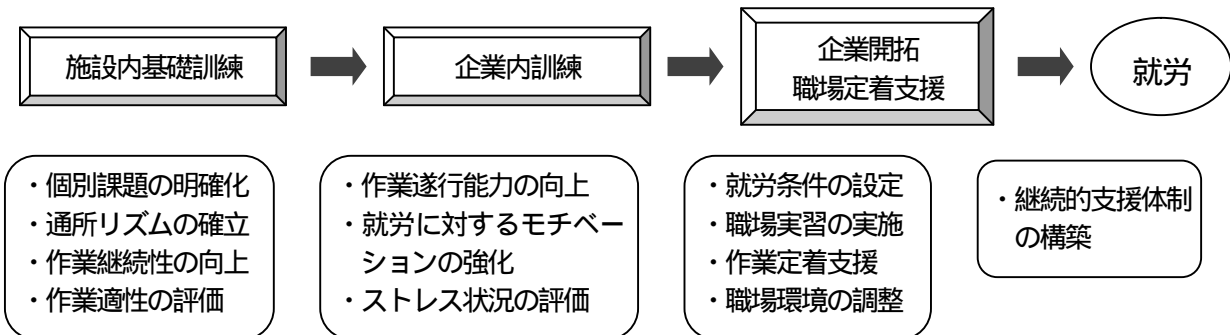 施設内基礎訓練
企業内訓練
企業開拓
職場定着支援
就労
・個別課題の明確化
・通所リズムの確立
・作業継続性の向上
・作業適性の評価
・作業遂行能力の向上
・就労に対するモチベー
ションの強化
・ストレス状況の評価
・就労条件の設定
・職場実習の実施
・作業定着支援
・職場環境の調整
・継続的支援体制
の構築